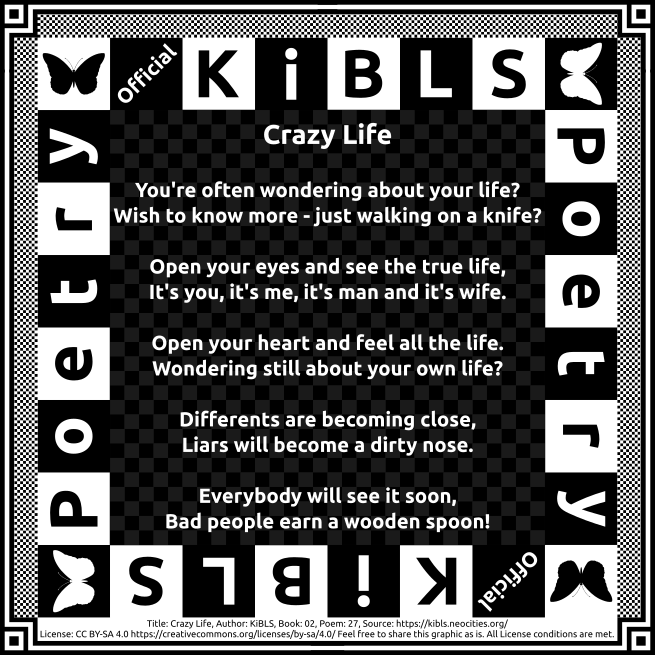 Official KiBLS
Poetry
Poetry
Crazy Life
You're often wondering about your life?
Wish to know more - just walking on a knife?
Open your eyes and see the true life,
It's you, it's me, it's man and it's wife.
Open your heart and feel all the life.
Wondering still about your own life?
Differents are becoming close,
Liars will become a dirty nose.
Everybody will see it soon,
Bad people earn a wooden spoon!
Official KiBLS
Title: Crazy Life, Author: KiBLS, Book: 02, Poem: 27, Source: https://kibls.neocities.org/
License: CC BY-SA 4.0 https://creativecommons.org/licenses/by-sa/4.0/ Feel free to share this graphic as is. All License conditions are met.